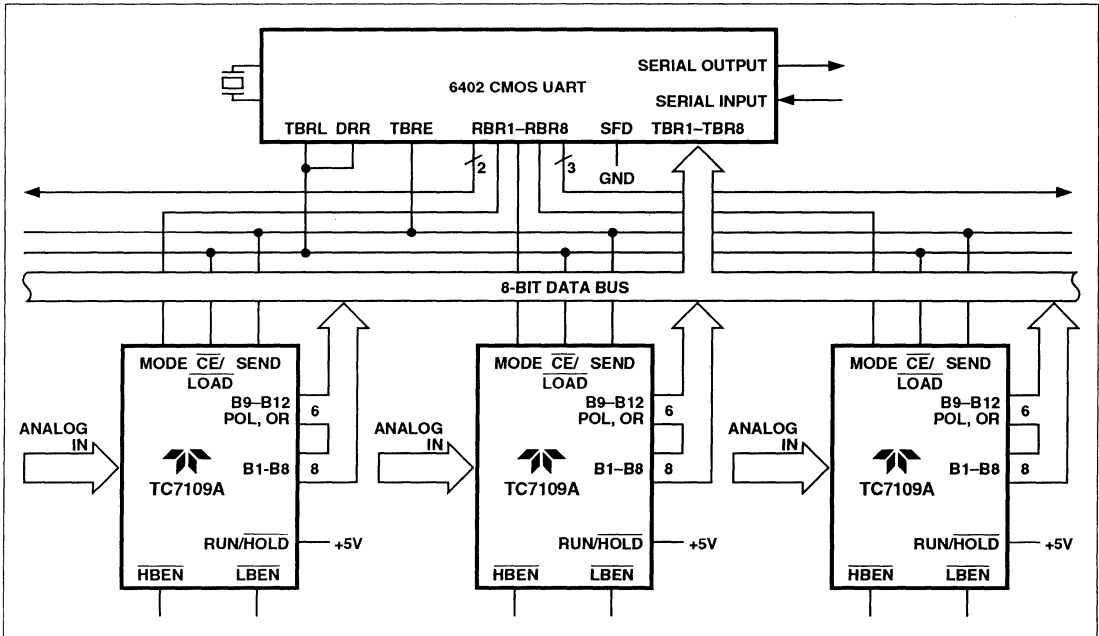 SERIAL OUTPUT
6402 CMOS UART
SERIAL INPUT
TBRL DRR TBRE RBR1–RBR8 SFD TBR1–TBR8
2
3
GND
8-BIT DATA BUS
MODE CE/ SEND
LOAD
B9–B12
POL, OR
6
ANALOG
IN
B1-B8
8
TC7109A
RUN/HOLD
+5V
HBEN
LBEN
MODE CE/ SEND
LOAD
B9–B12
POL, OR
6
ANALOG
IN
B1–B8
8
TC7109A
RUN/HOLD
+5V
HBEN
LBEN
MODE CE/ SEND
LOAD
B9–B12
POL, OR
6
ANALOG
IN
B1–B8
8
TC7109A
RUN/HOLD
+5V
HBEN
LBEN